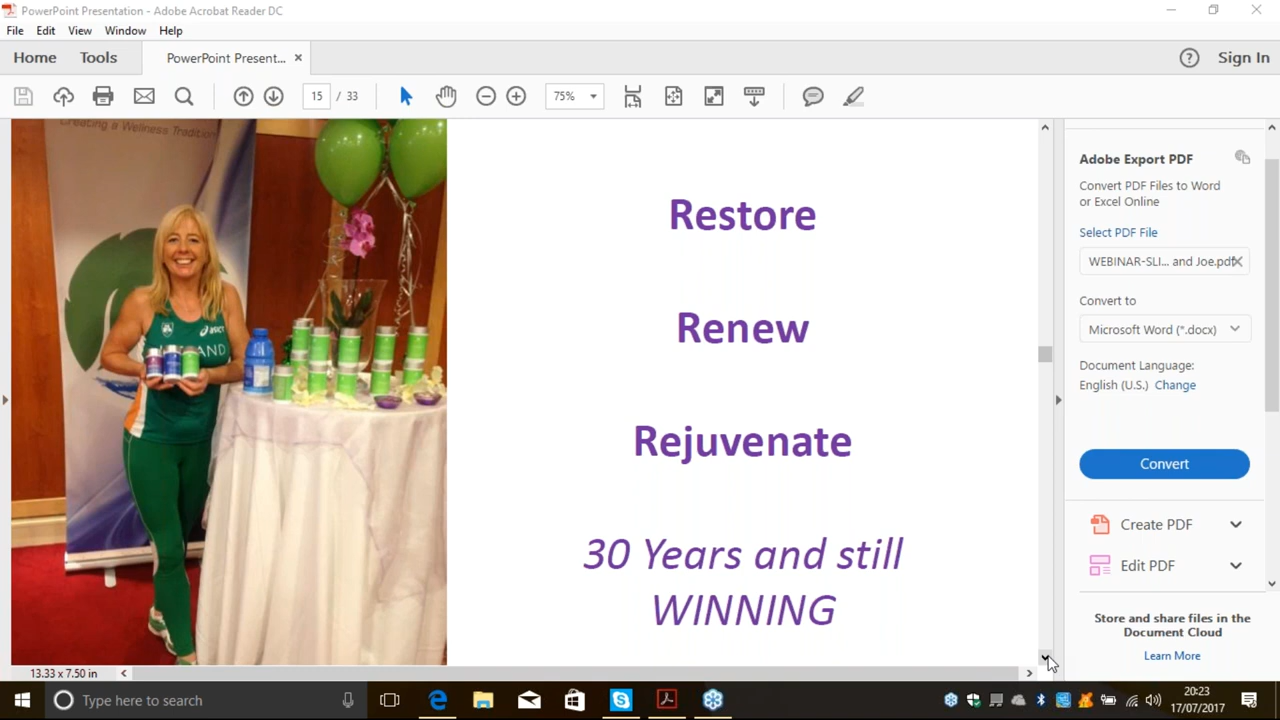 PowerPoint Presentation - Adobe Acrobat Reader DC
File Edit View Window Help
Home Tools PowerPoint Present... ×
Sign In
15 / 33
75%
Creating a Wellness Tradition
asics
AND
Restore
Renew
Rejuvenate
30 Years and still
WINNING
Adobe Export PDF
Convert PDF Files to Word
or Excel Online
Select PDF File
WEBINAR-SLI... and Joe.pdf
Convert to
Microsoft Word (*.docx)
Document Language:
English (U.S.) Change
Convert
Create PDF
Edit PDF
Store and share files in the
Document Cloud
Learn More
13.33 x 7.50 in
Type here to search
20:23
17/07/2017